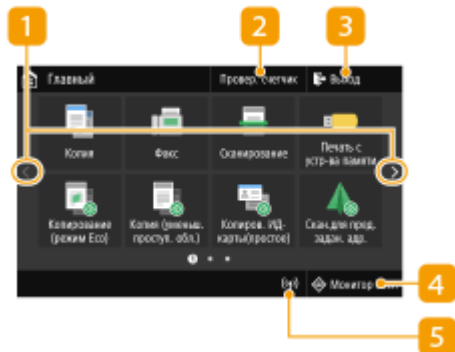 1
2
3
Главный
Провер. счетчик
Выход
Копия
Факс
Сканирование
Печать с
устр-ва памяти
Копирование
(режим Eco)
Копия (уменьш.
проступ. обл.)
Копиров. ИД-
карты(простое)
Скан.для пред.
задан. адр.
Монитор
4
5